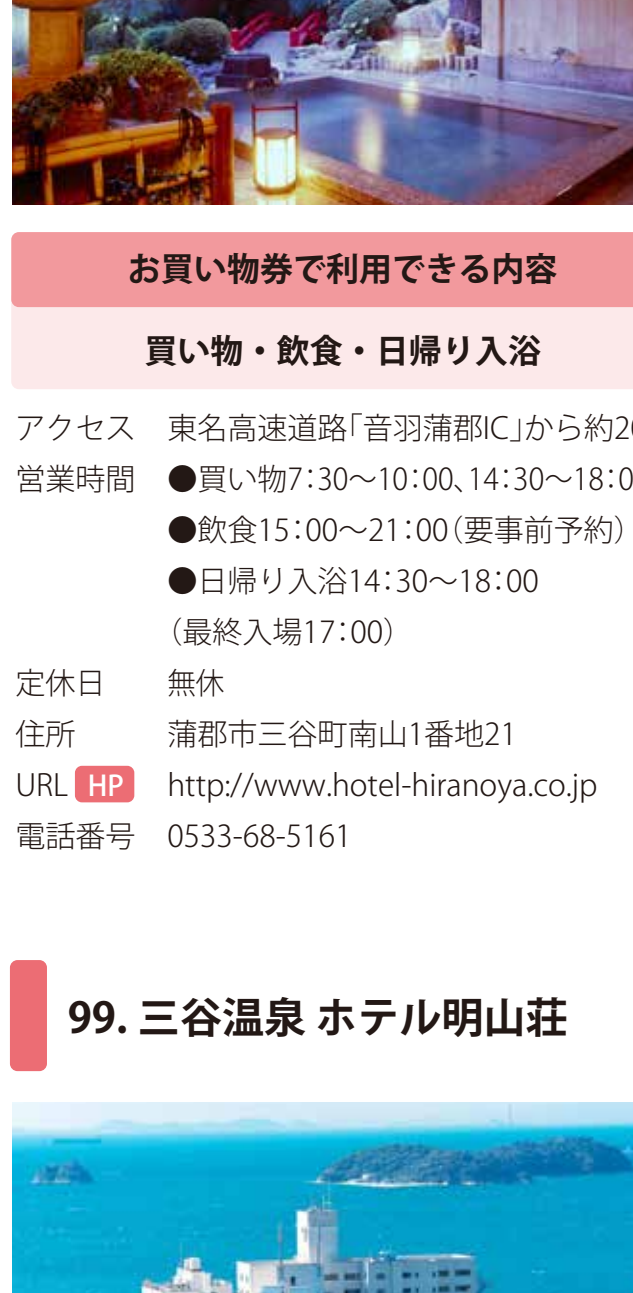 お買い物券で利用できる内容
買い物・飲食・日帰り入浴
アクセス 東名高速道路「音羽蒲郡IC」から約2
営業時間 ●買い物7：30～10：00、14：30～18：0
●飲食15：00～21：00（要事前予約）
●日帰り入浴14：30～18：00
（最終入場17：00）
定休日 無休
住所 蒲郡市三谷町南山1番地21
URL HP http://www.hotel-hiranoya.co.jp
電話番号 0533-68-5161
99. 三谷温泉 ホテル明山荘